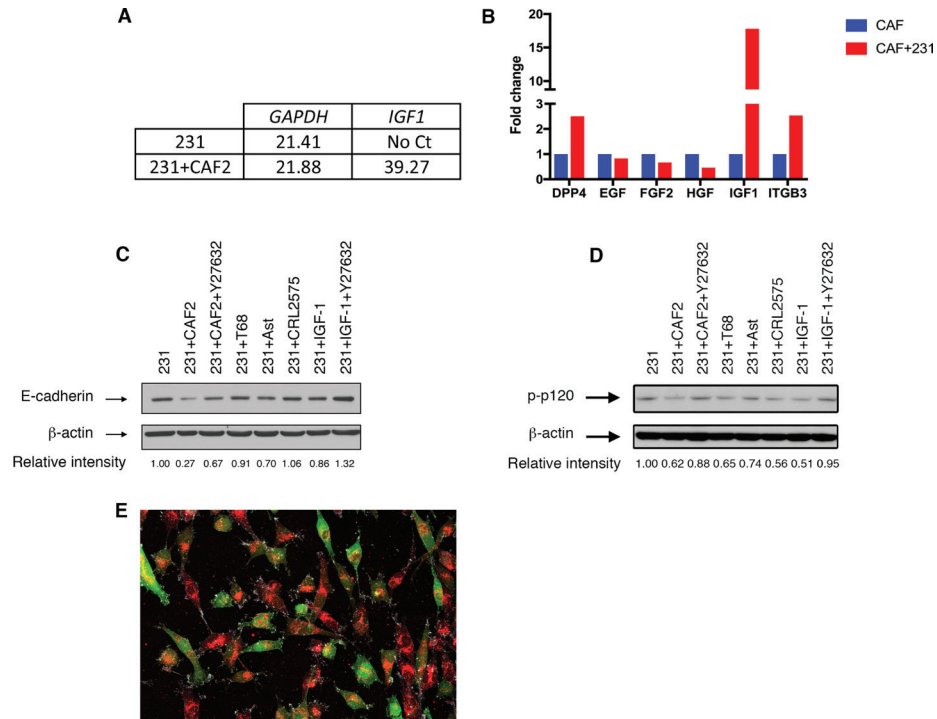 A
GAPDH IGF1
231 21.41 No Ct
231+CAF2 21.88 39.27
B
Fold change
20
15
10
3
2
1
0
DPP4 EGF FGF2 HGF IGF1 ITGB3
CAF
CAF+231
C
231 231+CAF2 231+CAF2+Y27632 231+T68 231+Ast 231+CRL2575 231+IGF-1 231+IGF-1+Y27632
E-cadherin
β-actin
Relative intensity 1.00 0.27 0.67 0.91 0.70 1.06 0.86 1.32
D
231 231+CAF2 231+CAF2+Y27632 231+T68 231+Ast 231+CRL2575 231+IGF-1 231+IGF-1+Y27632
p-p120
β-actin
Relative intensity 1.00 0.62 0.88 0.65 0.74 0.56 0.51 0.95
E